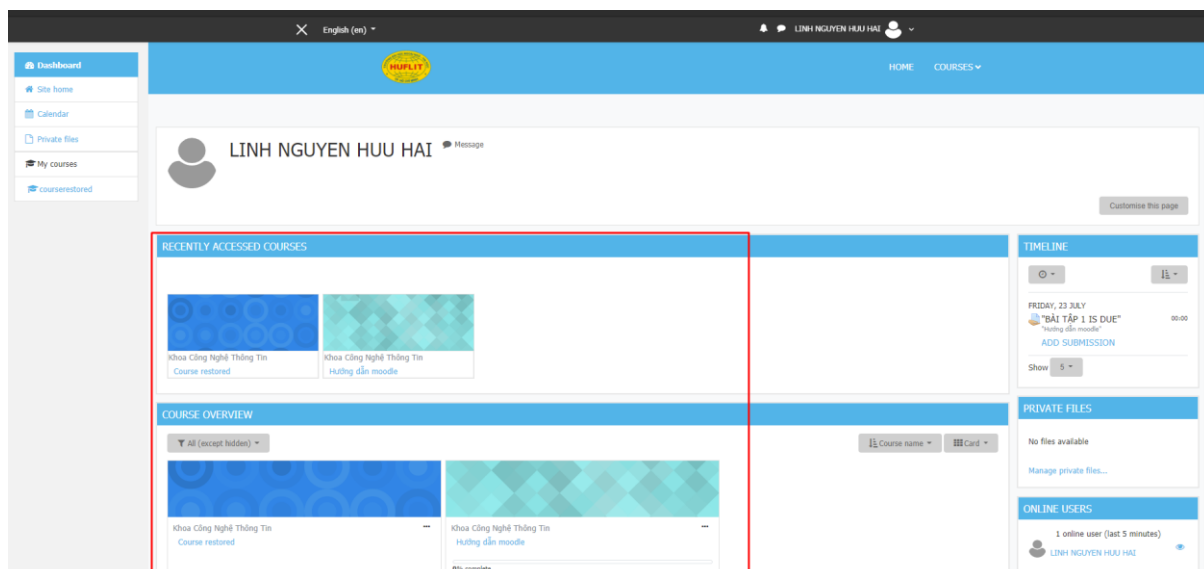 English (en)
LINH NGUYEN HUU HAI
Dashboard
Site home
Calendar
Private files
My courses
courserestored
HUFLIT
HOME COURSES
LINH NGUYEN HUU HAI Message
Customise this page
RECENTLY ACCESSED COURSES
Khoa Công Nghệ Thông Tin
Course restored
Khoa Công Nghệ Thông Tin
Hướng dẫn moodle
COURSE OVERVIEW
All (except hidden)
Course name
Card
Khoa Công Nghệ Thông Tin
Course restored
Khoa Công Nghệ Thông Tin
Hướng dẫn moodle
0% complete
TIMELINE
FRIDAY, 23 JULY
"BÀI TẬP 1 IS DUE" 00:00
"Hướng dẫn moodle"
ADD SUBMISSION
Show 5
PRIVATE FILES
No files available
Manage private files...
ONLINE USERS
1 online user (last 5 minutes)
LINH NGUYEN HUU HAI